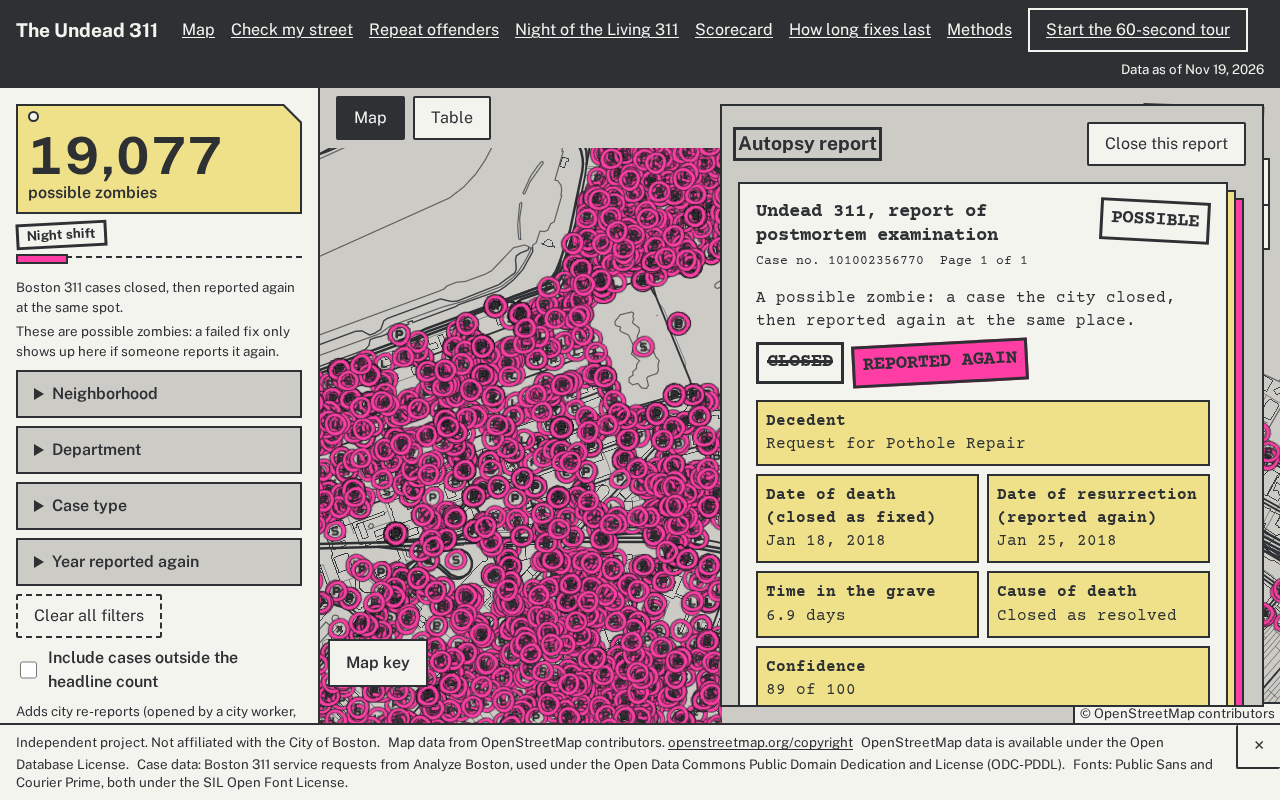 The Undead 311
Map
Check my street
Repeat offenders
Night of the Living 311
Scorecard
How long fixes last
Methods
Start the 60-second tour
Data as of Nov 19, 2026
19,077
possible zombies
Night shift
Boston 311 cases closed, then reported again
at the same spot.
These are possible zombies: a failed fix only
shows up here if someone reports it again.
Neighborhood
Department
Case type
Year reported again
Clear all filters
Include cases outside the
headline count
Adds city re-reports (opened by a city worker,
Map
Table
Map key
Autopsy report
Close this report
Undead 311, report of
postmortem examination
POSSIBLE
Case no. 101002356770 Page 1 of 1
A possible zombie: a case the city closed,
then reported again at the same place.
CLOSED
REPORTED AGAIN
Decedent
Request for Pothole Repair
Date of death
(closed as fixed)
Jan 18, 2018
Date of resurrection
(reported again)
Jan 25, 2018
Time in the grave
6.9 days
Cause of death
Closed as resolved
Confidence
89 of 100
© OpenStreetMap contributors
Independent project. Not affiliated with the City of Boston. Map data from OpenStreetMap contributors. openstreetmap.org/copyright OpenStreetMap data is available under the Open
Database License. Case data: Boston 311 service requests from Analyze Boston, used under the Open Data Commons Public Domain Dedication and License (ODC-PDDL). Fonts: Public Sans and
Courier Prime, both under the SIL Open Font License.
×